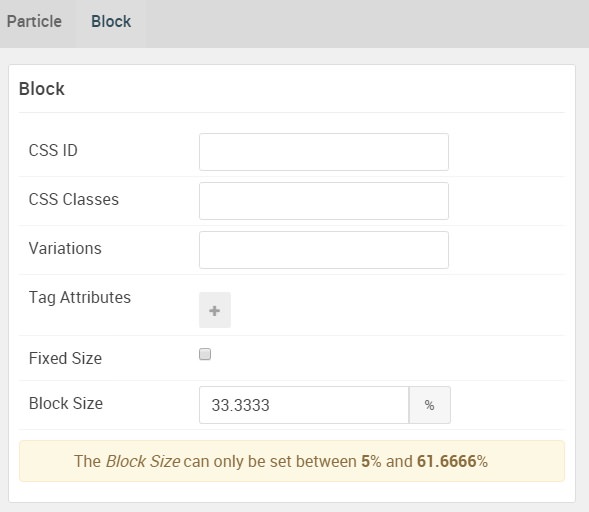 Particle Block
Block
CSS ID
CSS Classes
Variations
Tag Attributes
+
Fixed Size
Block Size 33.3333 %
The Block Size can only be set between 5% and 61.6666%